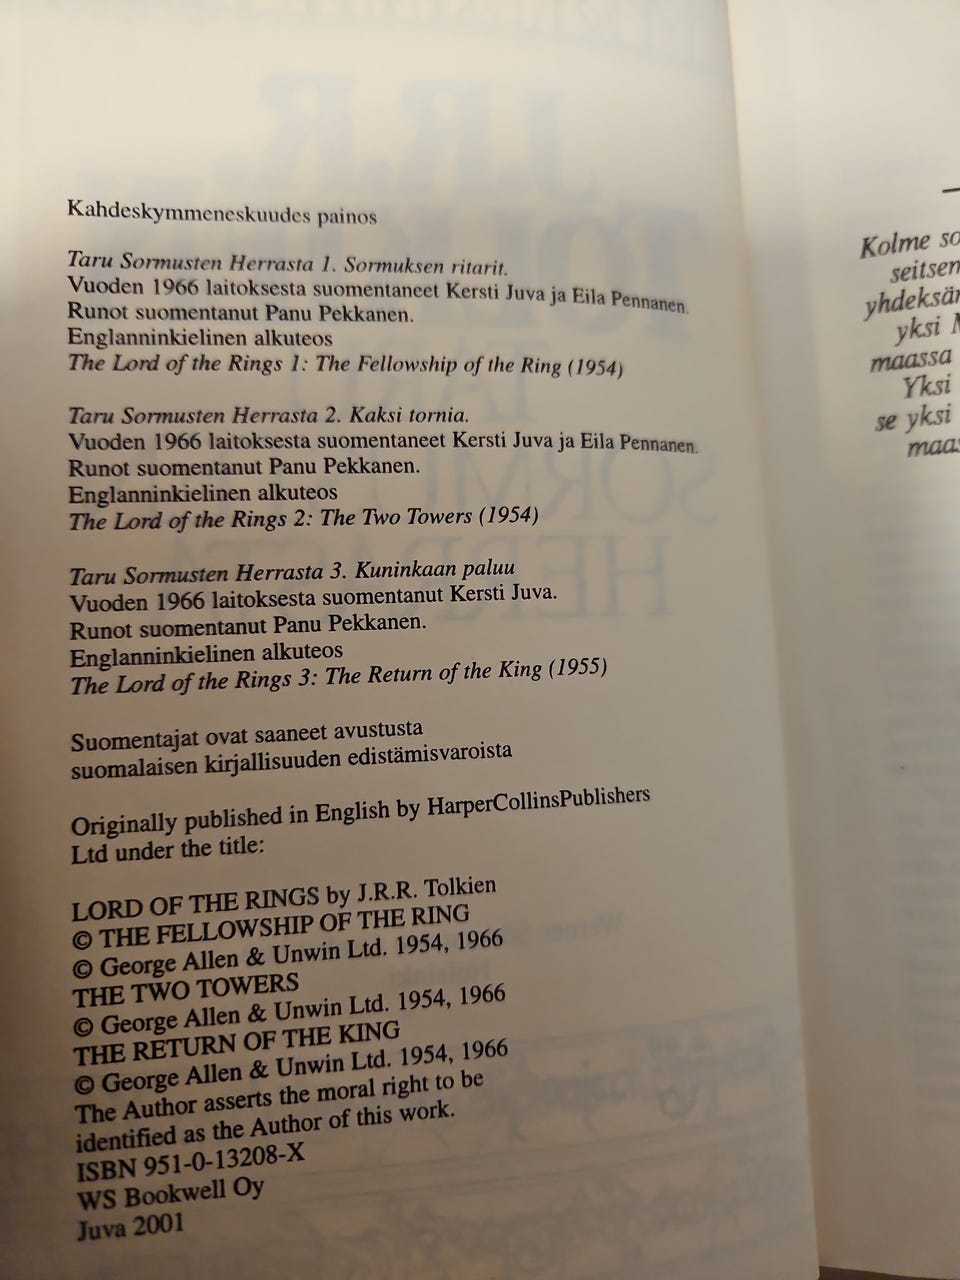 Kahdeskymmeneskuudes painos
Taru Sormusten Herrasta 1. Sormuksen ritarit.
Vuoden 1966 laitoksesta suomentaneet Kersti Juva ja Eila Pennanen.
Runot suomentanut Panu Pekkanen.
Englanninkielinen alkuteos
The Lord of the Rings 1: The Fellowship of the Ring (1954)
Taru Sormusten Herrasta 2. Kaksi tornia.
Vuoden 1966 laitoksesta suomentaneet Kersti Juva ja Eila Pennanen.
Runot suomentanut Panu Pekkanen.
Englanninkielinen alkuteos
The Lord of the Rings 2: The Two Towers (1954)
Taru Sormusten Herrasta 3. Kuninkaan paluu
Vuoden 1966 laitoksesta suomentanut Kersti Juva.
Runot suomentanut Panu Pekkanen.
Englanninkielinen alkuteos
The Lord of the Rings 3: The Return of the King (1955)
Suomentajat ovat saaneet avustusta
suomalaisen kirjallisuuden edistämisvaroista
Originally published in English by HarperCollinsPublishers
Ltd under the title:
LORD OF THE RINGS by J.R.R. Tolkien
© THE FELLOWSHIP OF THE RING
© George Allen & Unwin Ltd. 1954, 1966
THE TWO TOWERS
© George Allen & Unwin Ltd. 1954, 1966
THE RETURN OF THE KING
© George Allen & Unwin Ltd. 1954, 1966
The Author asserts the moral right to be
identified as the Author of this work.
ISBN 951-0-13208-X
WS Bookwell Oy
Juva 2001
Kolme so
seitsen
yhdeksän
yksi M
maassa
Yksi
se yksi
maas